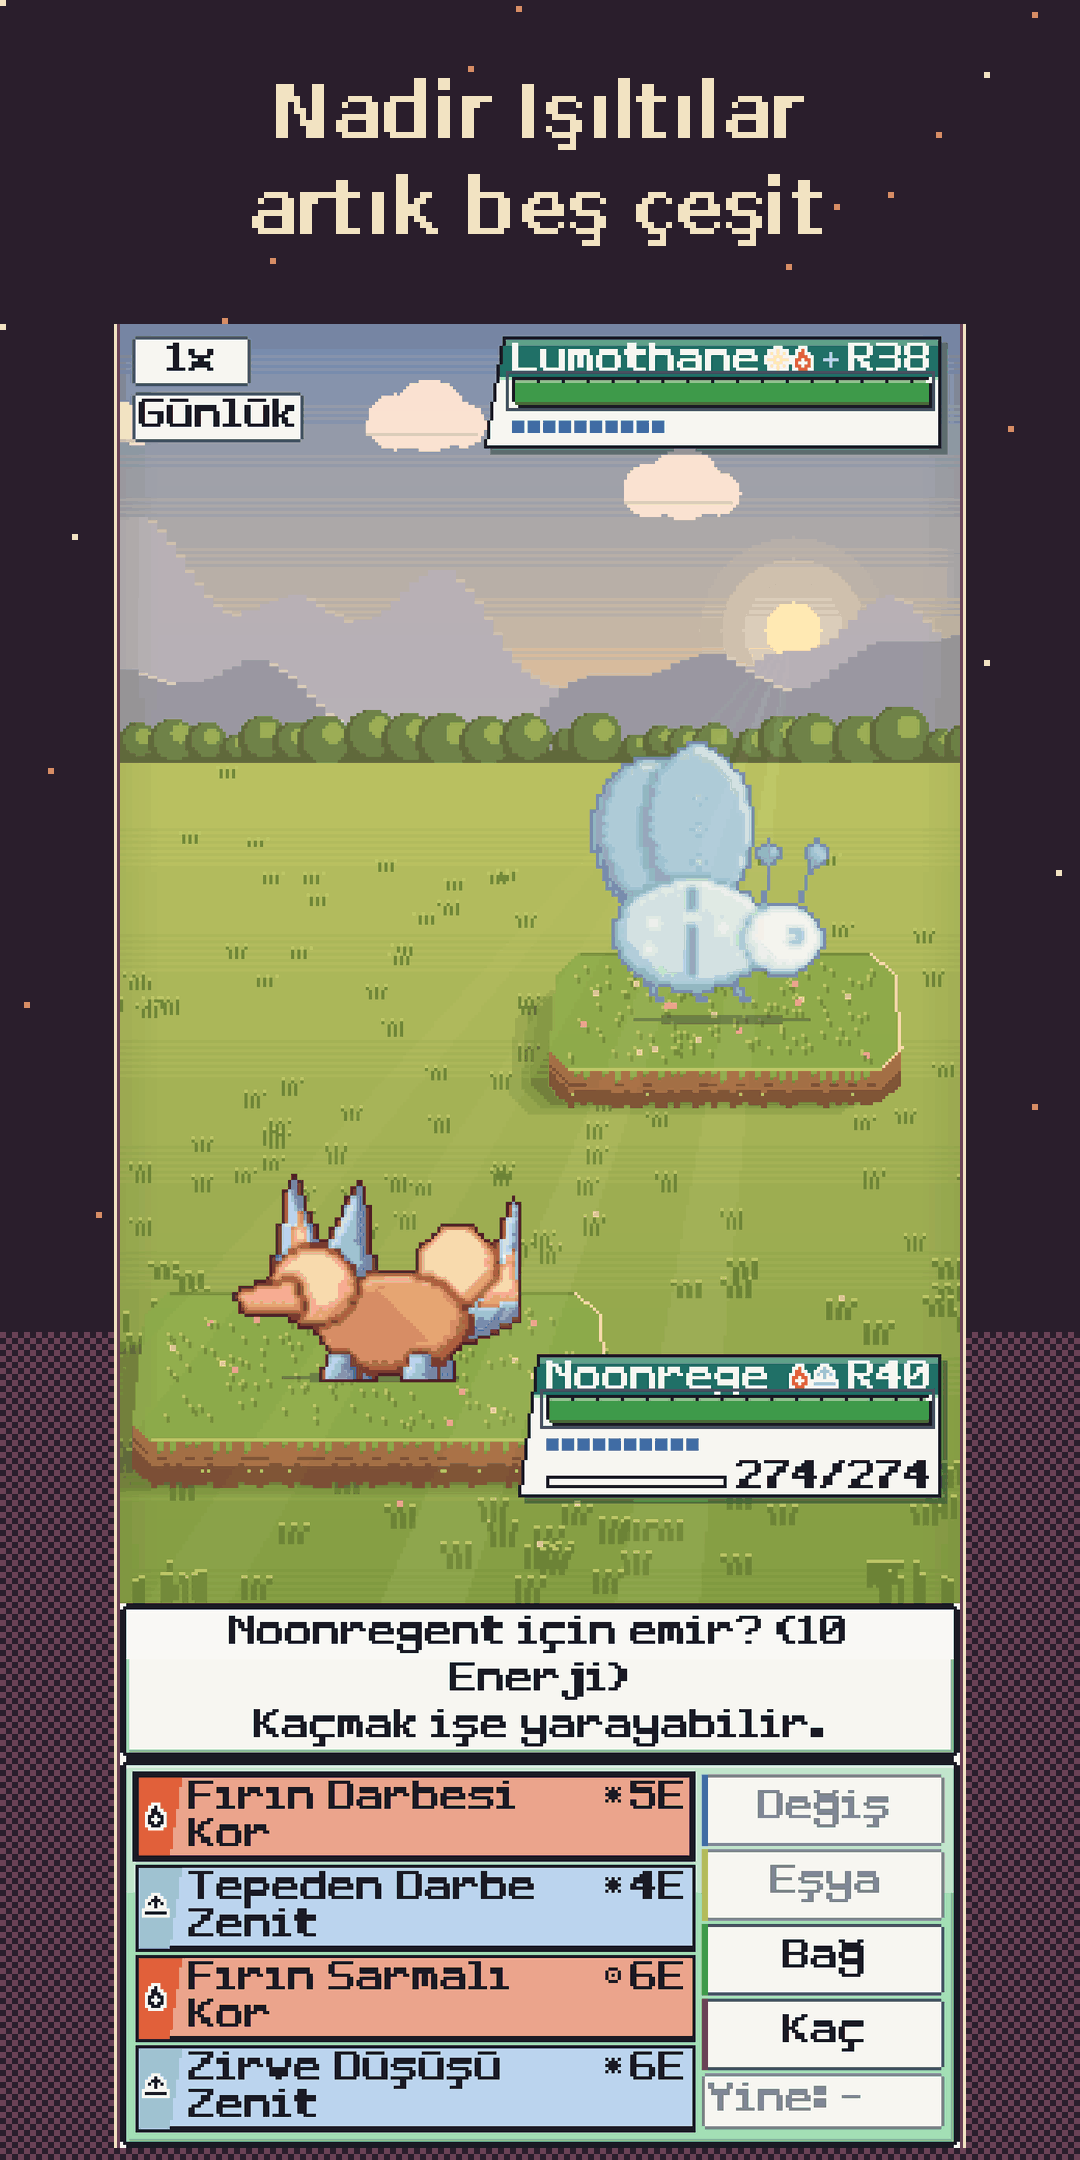 Nadir Işıltılar
artık beş çeşit
1x
Lumothane + R38
Günlük
Noonrege R40
274/274
Noonregent için emir? (10
Enerji)
Kaçmak işe yarayabilir.
Fırın Darbesi *5E
Kor
Değiş
Tepeden Darbe *4E
Zenit
Eşya
Fırın Sarmalı ⊙6E
Kor
Bağ
Kaç
Zirve Düşüşü *6E
Zenit
Yine: -